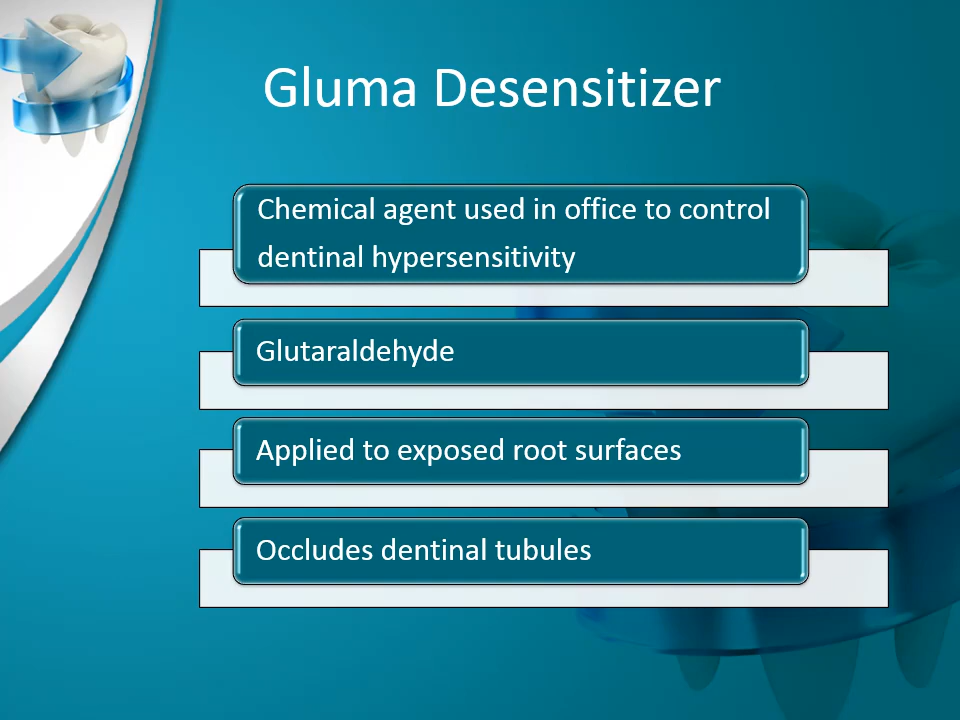 Gluma Desensitizer
Chemical agent used in office to control
dentinal hypersensitivity
Glutaraldehyde
Applied to exposed root surfaces
Occludes dentinal tubules